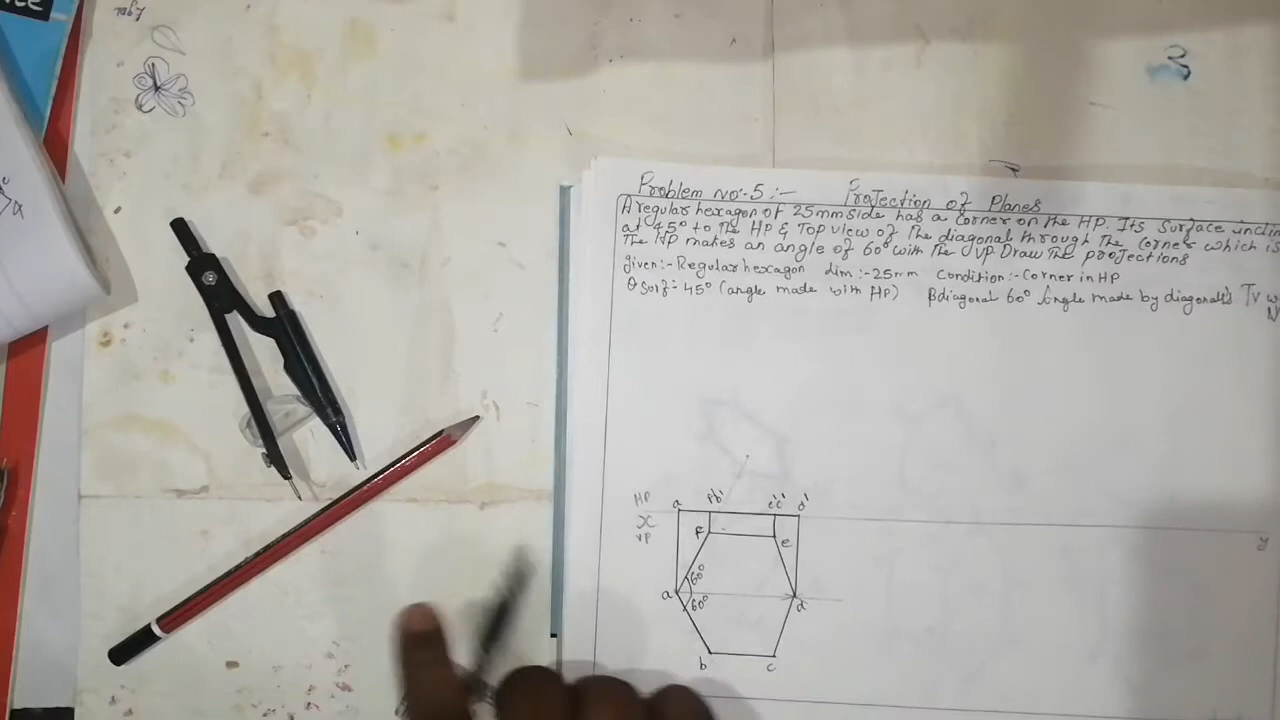 Problem No:-5:- Projection of Planes
A regular hexagon of 25mm side has a corner on the HP. Its Surface inclin
at 45° to the HP & Top view of The diagonal through The Corner which is
The HP makes an angle of 60° with The VP. Draw The projections
given:- Regular hexagon dim:-25mm Condition:- Corner in HP
θ Surf:- 45° (angle made with HP) β diagonal 60° Angle made by diagonal's Tv w
HP
X
VP
y
a f'b' e'c' d'
F e
60°
a 60° d
b c